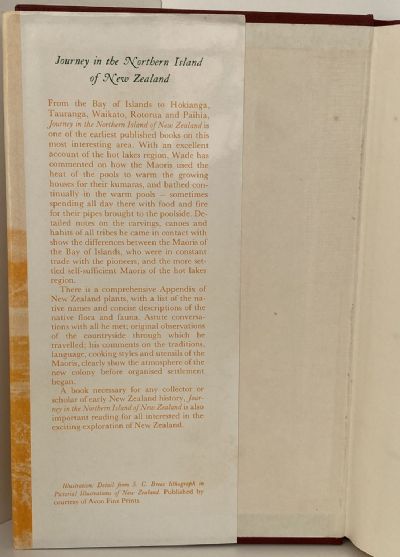 Journey in the Northern Island
of New Zealand
From the Bay of Islands to Hokianga,
Tauranga, Waikato, Rotorua and Paihia,
Journey in the Northern Island of New Zealand is
one of the earliest published books on this
most interesting area. With an excellent
account of the hot lakes region, Wade has
commented on how the Maoris used the
heat of the pools to warm the growing
houses for their kumaras, and bathed con-
tinually in the warm pools — sometimes
spending all day there with food and fire
for their pipes brought to the poolside. De-
tailed notes on the carvings, canoes and
habits of all tribes he came in contact with
show the differences between the Maoris of
the Bay of Islands, who were in constant
trade with the pioneers, and the more set-
tled self-sufficient Maoris of the hot lakes
region.
There is a comprehensive Appendix of
New Zealand plants, with a list of the na-
tive names and concise descriptions of the
native flora and fauna. Astute conversa-
tions with all he met; original observations
of the countryside through which he
travelled; his comments on the traditions,
language, cooking styles and utensils of the
Maoris, clearly show the atmosphere of the
new colony before organised settlement
began.
A book necessary for any collector or
scholar of early New Zealand history, Jour-
ney in the Northern Island of New Zealand is also
important reading for all interested in the
exciting exploration of New Zealand.
Illustration: Detail from S. C. Brees lithograph in
Pictorial Illustrations of New Zealand. Published by
courtesy of Avon Fine Prints